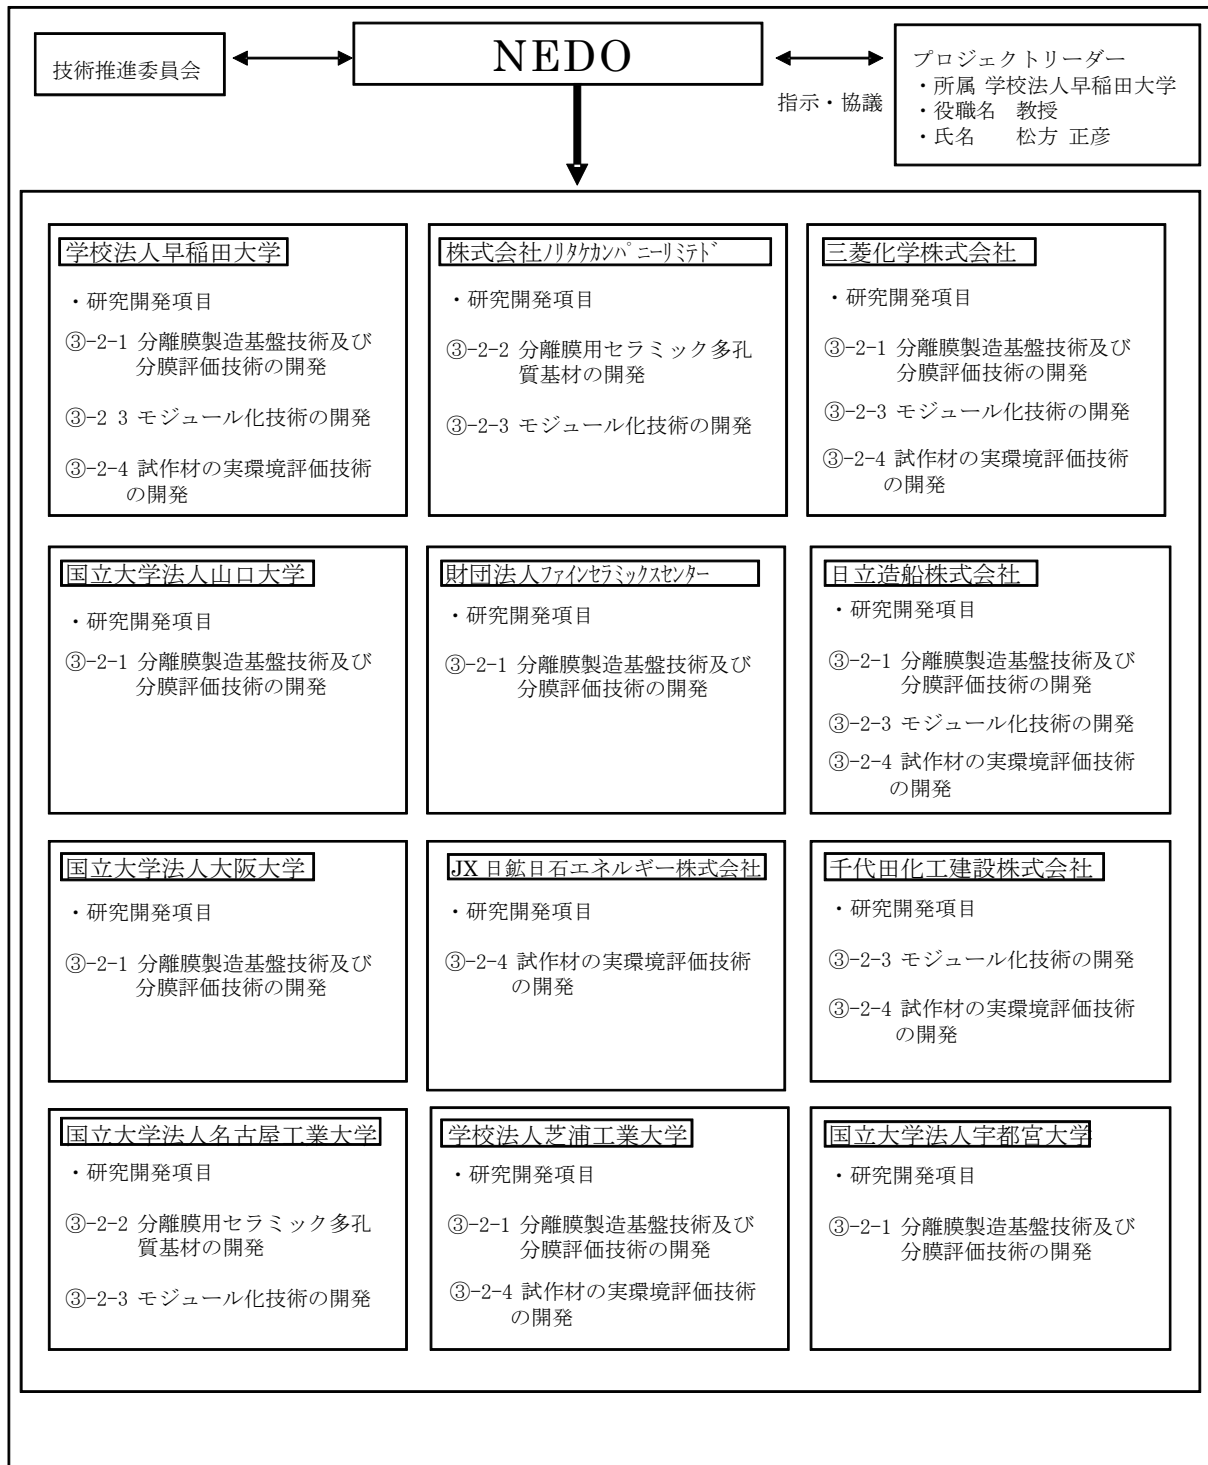 技術推進委員会
NEDO
指示・協議
プロジェクトリーダー
・所属 学校法人早稲田大学
・役職名 教授
・氏名 松方 正彦
学校法人早稲田大学
・研究開発項目
③-2-1 分離膜製造基盤技術及び
分膜評価技術の開発
③-2 3 モジュール化技術の開発
③-2-4 試作材の実環境評価技術
の開発
株式会社ﾉﾘﾀｹｶﾝﾊﾟﾆｰﾘﾐﾃﾄﾞ
・研究開発項目
③-2-2 分離膜用セラミック多孔
質基材の開発
③-2-3 モジュール化技術の開発
三菱化学株式会社
・研究開発項目
③-2-1 分離膜製造基盤技術及び
分膜評価技術の開発
③-2-3 モジュール化技術の開発
③-2-4 試作材の実環境評価技術
の開発
国立大学法人山口大学
・研究開発項目
③-2-1 分離膜製造基盤技術及び
分膜評価技術の開発
財団法人ﾌｧｲﾝｾﾗﾐｯｸｽｾﾝﾀｰ
・研究開発項目
③-2-1 分離膜製造基盤技術及び
分膜評価技術の開発
日立造船株式会社
・研究開発項目
③-2-1 分離膜製造基盤技術及び
分膜評価技術の開発
③-2-3 モジュール化技術の開発
③-2-4 試作材の実環境評価技術
の開発
国立大学法人大阪大学
・研究開発項目
③-2-1 分離膜製造基盤技術及び
分膜評価技術の開発
JX 日鉱日石エネルギー株式会社
・研究開発項目
③-2-4 試作材の実環境評価技術
の開発
千代田化工建設株式会社
・研究開発項目
③-2-3 モジュール化技術の開発
③-2-4 試作材の実環境評価技術
の開発
国立大学法人名古屋工業大学
・研究開発項目
③-2-2 分離膜用セラミック多孔
質基材の開発
③-2-3 モジュール化技術の開発
学校法人芝浦工業大学
・研究開発項目
③-2-1 分離膜製造基盤技術及び
分膜評価技術の開発
③-2-4 試作材の実環境評価技術
の開発
国立大学法人宇都宮大学
・研究開発項目
③-2-1 分離膜製造基盤技術及び
分膜評価技術の開発